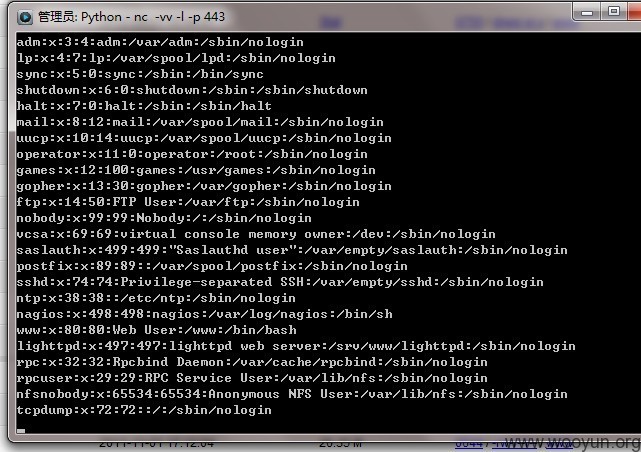 管理员: Python - nc -vv -l -p 443
adm:x:3:4:adm:/var/adm:/sbin/nologin
lp:x:4:7:lp:/var/spool/lpd:/sbin/nologin
sync:x:5:0:sync:/sbin:/bin/sync
shutdown:x:6:0:shutdown:/sbin:/sbin/shutdown
halt:x:7:0:halt:/sbin:/sbin/halt
mail:x:8:12:mail:/var/spool/mail:/sbin/nologin
uucp:x:10:14:uucp:/var/spool/uucp:/sbin/nologin
operator:x:11:0:operator:/root:/sbin/nologin
games:x:12:100:games:/usr/games:/sbin/nologin
gopher:x:13:30:gopher:/var/gopher:/sbin/nologin
ftp:x:14:50:FTP User:/var/ftp:/sbin/nologin
nobody:x:99:99:Nobody:/:/sbin/nologin
vcsa:x:69:69:virtual console memory owner:/dev:/sbin/nologin
saslauth:x:499:499:"Saslauthd user":/var/empty/saslauth:/sbin/nologin
postfix:x:89:89::/var/spool/postfix:/sbin/nologin
sshd:x:74:74:Privilege-separated SSH:/var/empty/sshd:/sbin/nologin
ntp:x:38:38::/etc/ntp:/sbin/nologin
nagios:x:498:498:nagios:/var/log/nagios:/bin/sh
www:x:80:80:Web User:/www:/bin/bash
lighttpd:x:497:497:lighttpd web server:/srv/www/lighttpd:/sbin/nologin
rpc:x:32:32:Rpcbind Daemon:/var/cache/rpcbind:/sbin/nologin
rpcuser:x:29:29:RPC Service User:/var/lib/nfs:/sbin/nologin
nfsnobody:x:65534:65534:Anonymous NFS User:/var/lib/nfs:/sbin/nologin
tcpdump:x:72:72::/:/sbin/nologin
www.wooyun.org